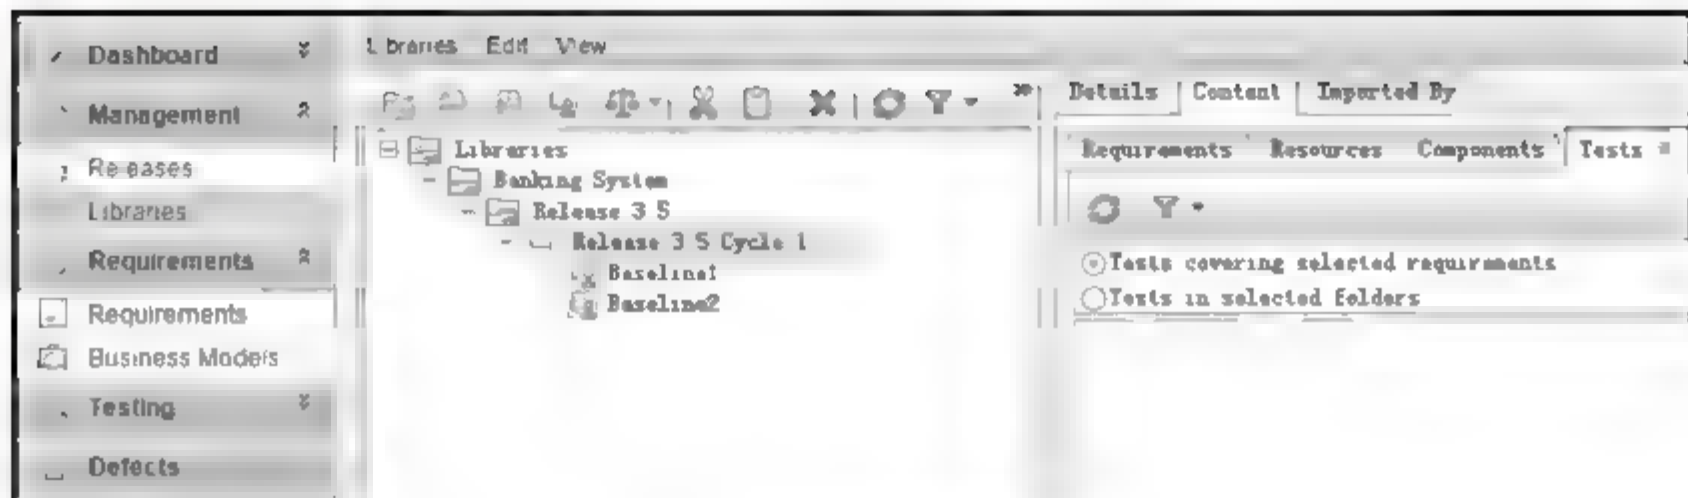 Dashboard
Management
Releases
Libraries
Requirements
Requirements
Business Models
Testing
Defects
Libraries Edit View
Libraries
Banking System
Release 3 5
Release 3 5 Cycle 1
Baseline1
Baseline2
Details Content Imported By
Requirements Resources Components Tests
Tests covering selected requirements
Tests in selected folders